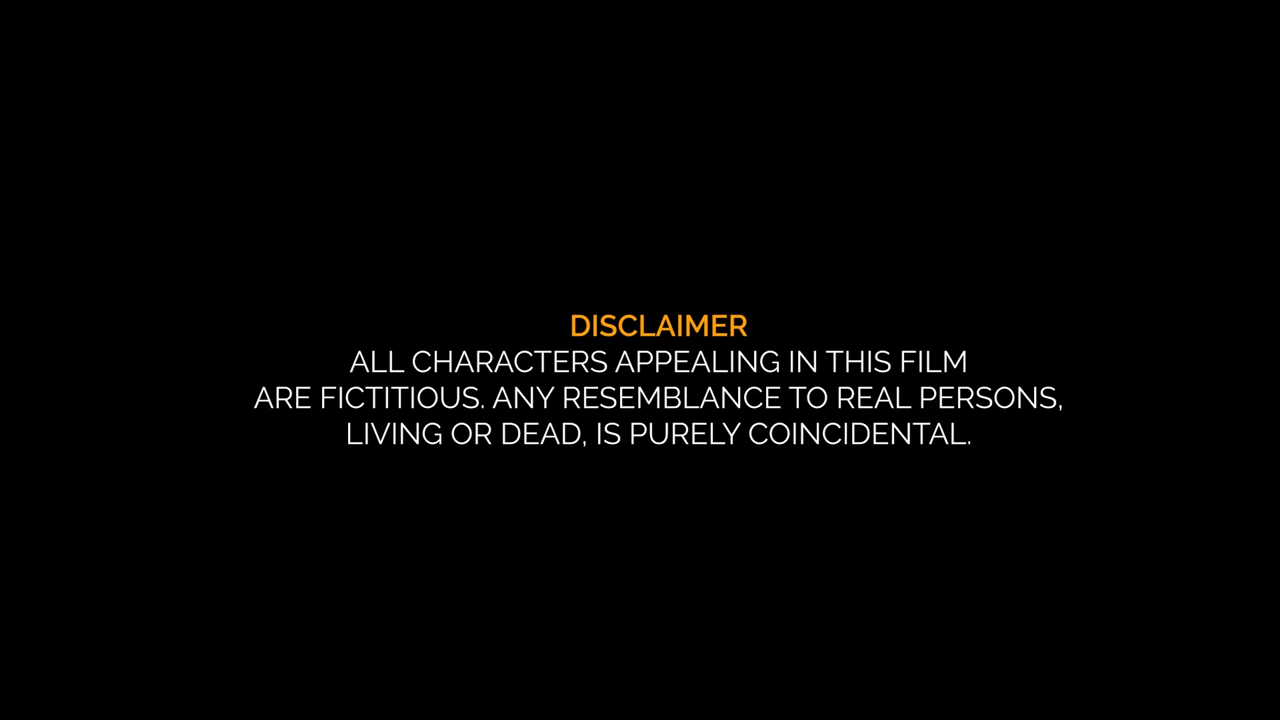 DISCLAIMER
ALL CHARACTERS APPEALING IN THIS FILM
ARE FICTITIOUS. ANY RESEMBLANCE TO REAL PERSONS,
LIVING OR DEAD, IS PURELY COINCIDENTAL.